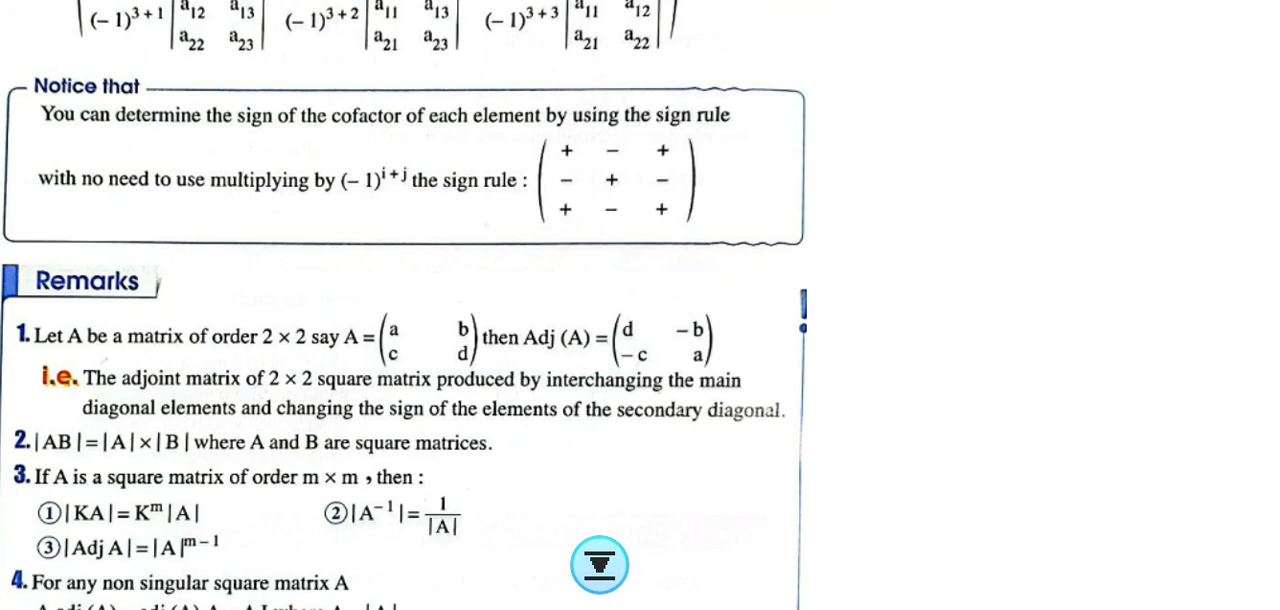 (– 1)³⁺¹ | a₁₂ a₁₃ | (– 1)³⁺² | a₁₁ a₁₃ | (– 1)³⁺³ | a₁₁ a₁₂ |
| a₂₂ a₂₃ | | a₂₁ a₂₃ | | a₂₁ a₂₂ |
Notice that
You can determine the sign of the cofactor of each element by using the sign rule
+ – +
with no need to use multiplying by (– 1)ⁱ⁺ʲ the sign rule : – + –
+ – +
Remarks
1. Let A be a matrix of order 2 × 2 say A = (a b; c d) then Adj (A) = (d – b; – c a)
i.e. The adjoint matrix of 2 × 2 square matrix produced by interchanging the main
diagonal elements and changing the sign of the elements of the secondary diagonal.
2. | AB | = | A | × | B | where A and B are square matrices.
3. If A is a square matrix of order m × m , then :
① | KA | = Kᵐ | A | ② | A⁻¹ | = 1/|A|
③ | Adj A | = | A |ᵐ⁻¹
4. For any non singular square matrix A